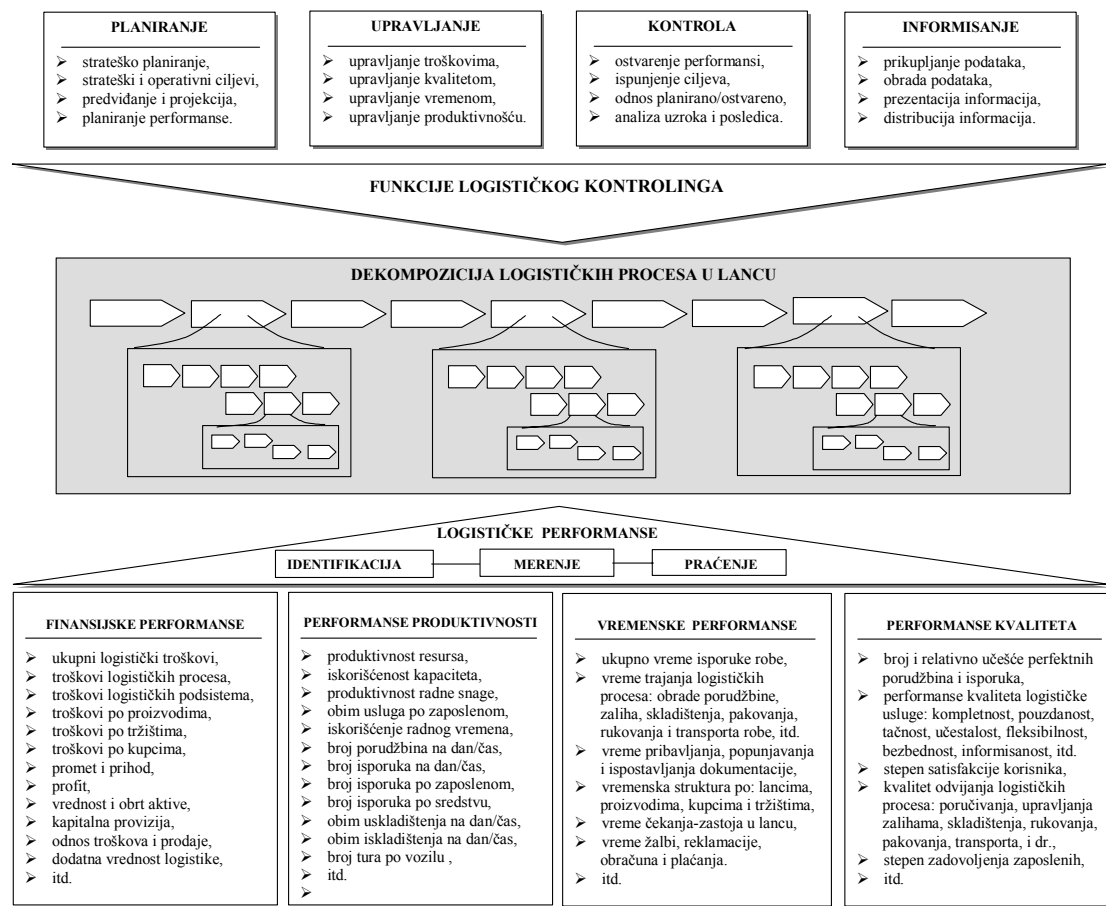 PLANIRANJE
➢ strateško planiranje,
➢ strateški i operativni ciljevi,
➢ predviđanje i projekcija,
➢ planiranje performanse.
UPRAVLJANJE
➢ upravljanje troškovima,
➢ upravljanje kvalitetom,
➢ upravljanje vremenom,
➢ upravljanje produktivnošću.
KONTROLA
➢ ostvarenje performansi,
➢ ispunjenje ciljeva,
➢ odnos planirano/ostvareno,
➢ analiza uzroka i posledica.
INFORMISANJE
➢ prikupljanje podataka,
➢ obrada podataka,
➢ prezentacija informacija,
➢ distribucija informacija.
FUNKCIJE LOGISTIČKOG KONTROLINGA
DEKOMPOZICIJA LOGISTIČKIH PROCESA U LANCU
LOGISTIČKE PERFORMANSE
IDENTIFIKACIJA
MERENJE
PRAĆENJE
FINANSIJSKE PERFORMANSE
➢ ukupni logistički troškovi,
➢ troškovi logističkih procesa,
➢ troškovi logističkih podsistema,
➢ troškovi po proizvodima,
➢ troškovi po tržištima,
➢ troškovi po kupcima,
➢ promet i prihod,
➢ profit,
➢ vrednost i obrt aktive,
➢ kapitalna provizija,
➢ odnos troškova i prodaje,
➢ dodatna vrednost logistike,
➢ itd.
PERFORMANSE PRODUKTIVNOSTI
➢ produktivnost resursa,
➢ iskorišćenost kapaciteta,
➢ produktivnost radne snage,
➢ obim usluga po zaposlenom,
➢ iskorišćenje radnog vremena,
➢ broj porudžbina na dan/čas,
➢ broj isporuka na dan/čas,
➢ broj isporuka po zaposlenom,
➢ broj isporuka po sredstvu,
➢ obim uskladištenja na dan/čas,
➢ obim iskladištenja na dan/čas,
➢ broj tura po vozilu ,
➢ itd.
➢
VREMENSKE PERFORMANSE
➢ ukupno vreme isporuke robe,
➢ vreme trajanja logističkih
procesa: obrade porudžbine,
zaliha, skladištenja, pakovanja,
rukovanja i transporta robe, itd.
➢ vreme pribavljanja, popunjavanja
i ispostavljanja dokumentacije,
➢ vremenska struktura po: lancima,
proizvodima, kupcima i tržištima,
➢ vreme čekanja-zastoja u lancu,
➢ vreme žalbi, reklamacije,
obračuna i plaćanja.
➢ itd.
PERFORMANSE KVALITETA
➢ broj i relativno učešće perfektnih
porudžbina i isporuka,
➢ performanse kvaliteta logističke
usluge: kompletnost, pouzdanost,
tačnost, učestalost, fleksibilnost,
bezbednost, informisanost, itd.
➢ stepen satisfakcije korisnika,
➢ kvalitet odvijanja logističkih
procesa: poručivanja, upravljanja
zalihama, skladištenja, rukovanja,
pakovanja, transporta, i dr.,
➢ stepen zadovoljenja zaposlenih,
➢ itd.